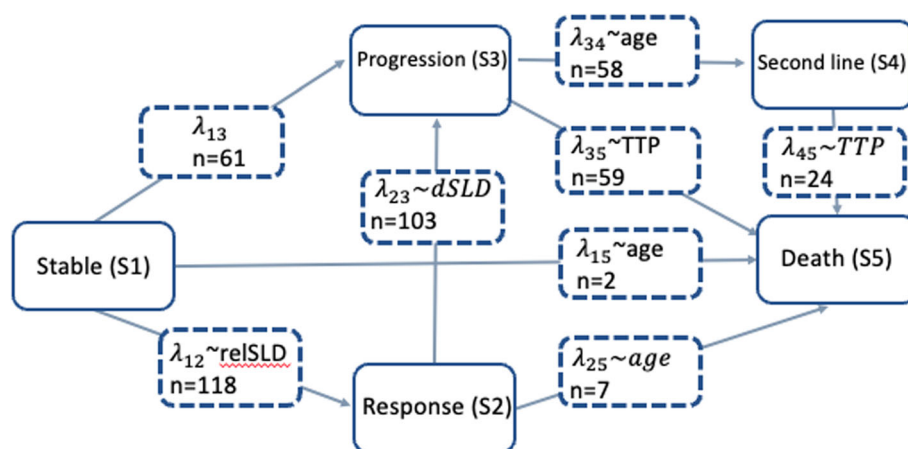 Progression (S3)
λ34~age
n=58
Second line (S4)
λ13
n=61
λ35~TTP
n=59
λ45~TTP
n=24
λ23~dSLD
n=103
Stable (S1)
λ15~age
n=2
Death (S5)
λ12~relSLD
n=118
Response (S2)
λ25~age
n=7